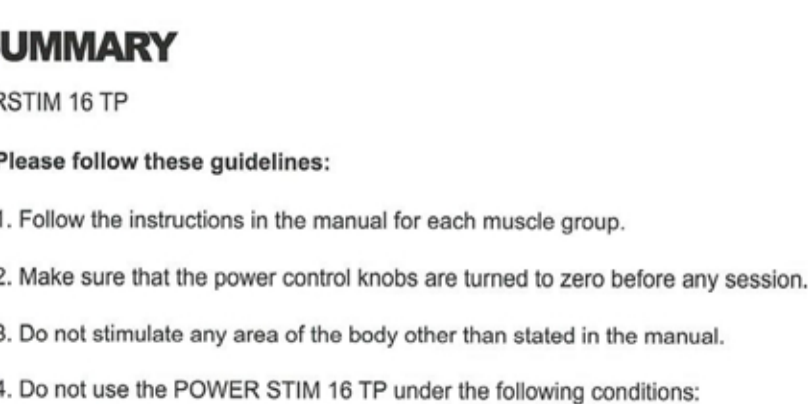 UMMARY
RSTIM 16 TP
Please follow these guidelines:
1. Follow the instructions in the manual for each muscle group.
2. Make sure that the power control knobs are turned to zero before any session.
3. Do not stimulate any area of the body other than stated in the manual.
4. Do not use the POWER STIM 16 TP under the following conditions: